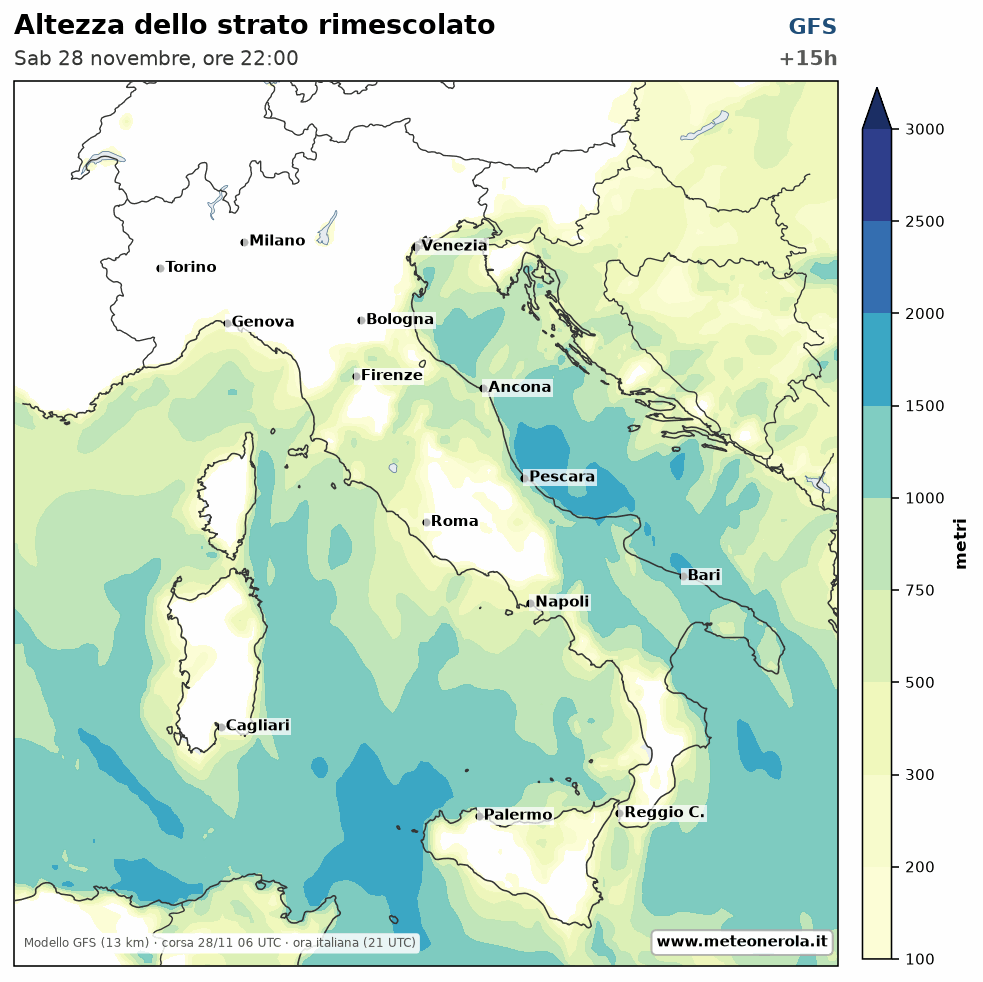 Altezza dello strato rimescolato
GFS
Sab 28 novembre, ore 22:00
+15h
3000
2500
2000
1500
1000
750
500
300
200
100
metri
Milano
Venezia
Torino
Genova
Bologna
Firenze
Ancona
Pescara
Roma
Bari
Napoli
Cagliari
Palermo
Reggio C.
Modello GFS (13 km) · corsa 28/11 06 UTC · ora italiana (21 UTC)
www.meteonerola.it